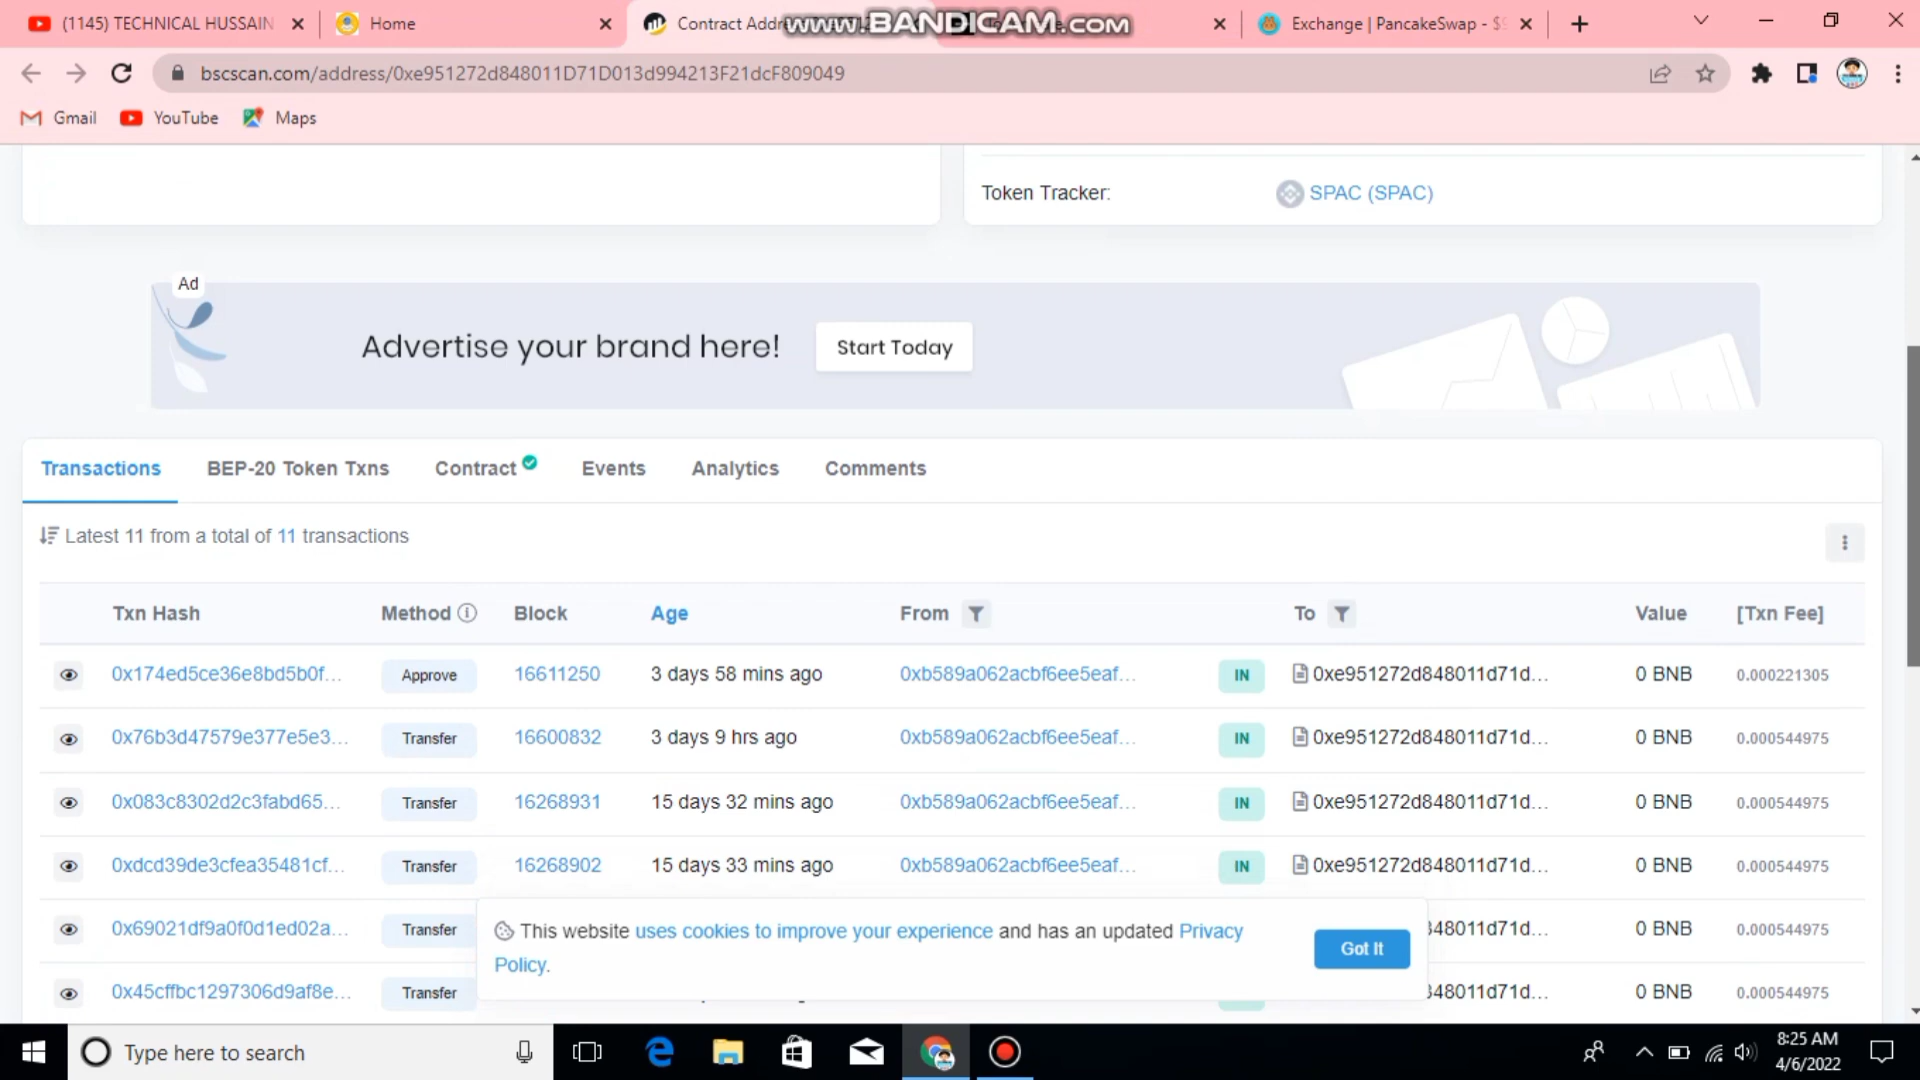 (1145) TECHNICAL HUSSAIN
Home
Contract Addre
www.BANDICAM.com
Exchange | PancakeSwap - $
bscscan.com/address/0xe951272d848011D71D013d994213F21dcF809049
Gmail
YouTube
Maps
Token Tracker:
SPAC (SPAC)
Ad
Advertise your brand here!
Start Today
Transactions
BEP-20 Token Txns
Contract
Events
Analytics
Comments
Latest 11 from a total of 11 transactions
Txn Hash Method Block Age From To Value [Txn Fee]
0x174ed5ce36e8bd5b0f... Approve 16611250 3 days 58 mins ago 0xb589a062acbf6ee5eaf... IN 0xe951272d848011d71d... 0 BNB 0.000221305
0x76b3d47579e377e5e3... Transfer 16600832 3 days 9 hrs ago 0xb589a062acbf6ee5eaf... IN 0xe951272d848011d71d... 0 BNB 0.000544975
0x083c8302d2c3fabd65... Transfer 16268931 15 days 32 mins ago 0xb589a062acbf6ee5eaf... IN 0xe951272d848011d71d... 0 BNB 0.000544975
0xdcd39de3cfea35481cf... Transfer 16268902 15 days 33 mins ago 0xb589a062acbf6ee5eaf... IN 0xe951272d848011d71d... 0 BNB 0.000544975
0x69021df9a0f0d1ed02a... Transfer 348011d71d... 0 BNB 0.000544975
This website uses cookies to improve your experience and has an updated Privacy
Policy.
Got It
0x45cffbc1297306d9af8e... Transfer 348011d71d... 0 BNB 0.000544975
Type here to search
8:25 AM
4/6/2022